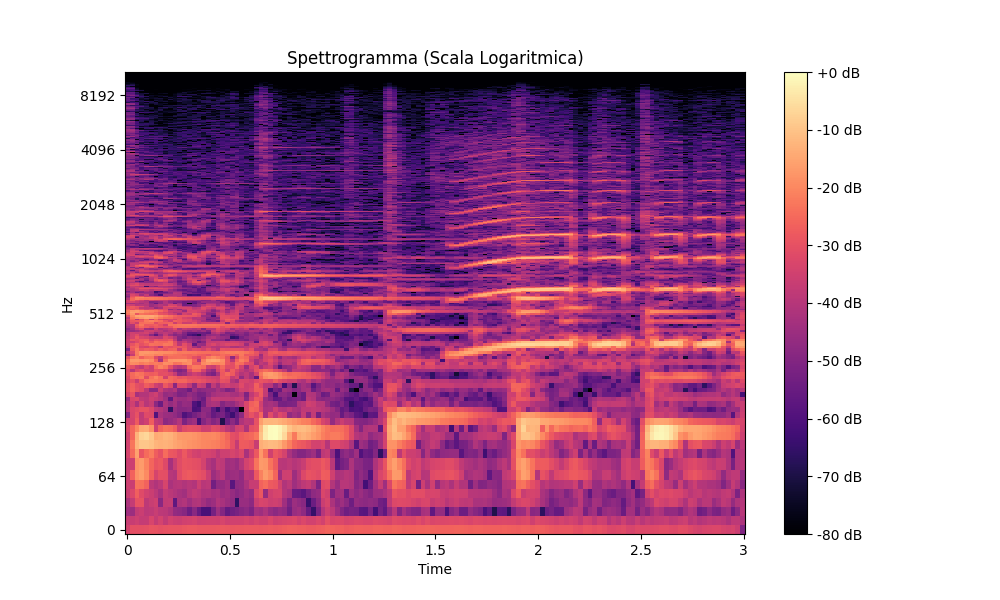 Spettrogramma (Scala Logaritmica)
Hz
8192
4096
2048
1024
512
256
128
64
0
0 0.5 1 1.5 2 2.5 3
Time
+0 dB
-10 dB
-20 dB
-30 dB
-40 dB
-50 dB
-60 dB
-70 dB
-80 dB